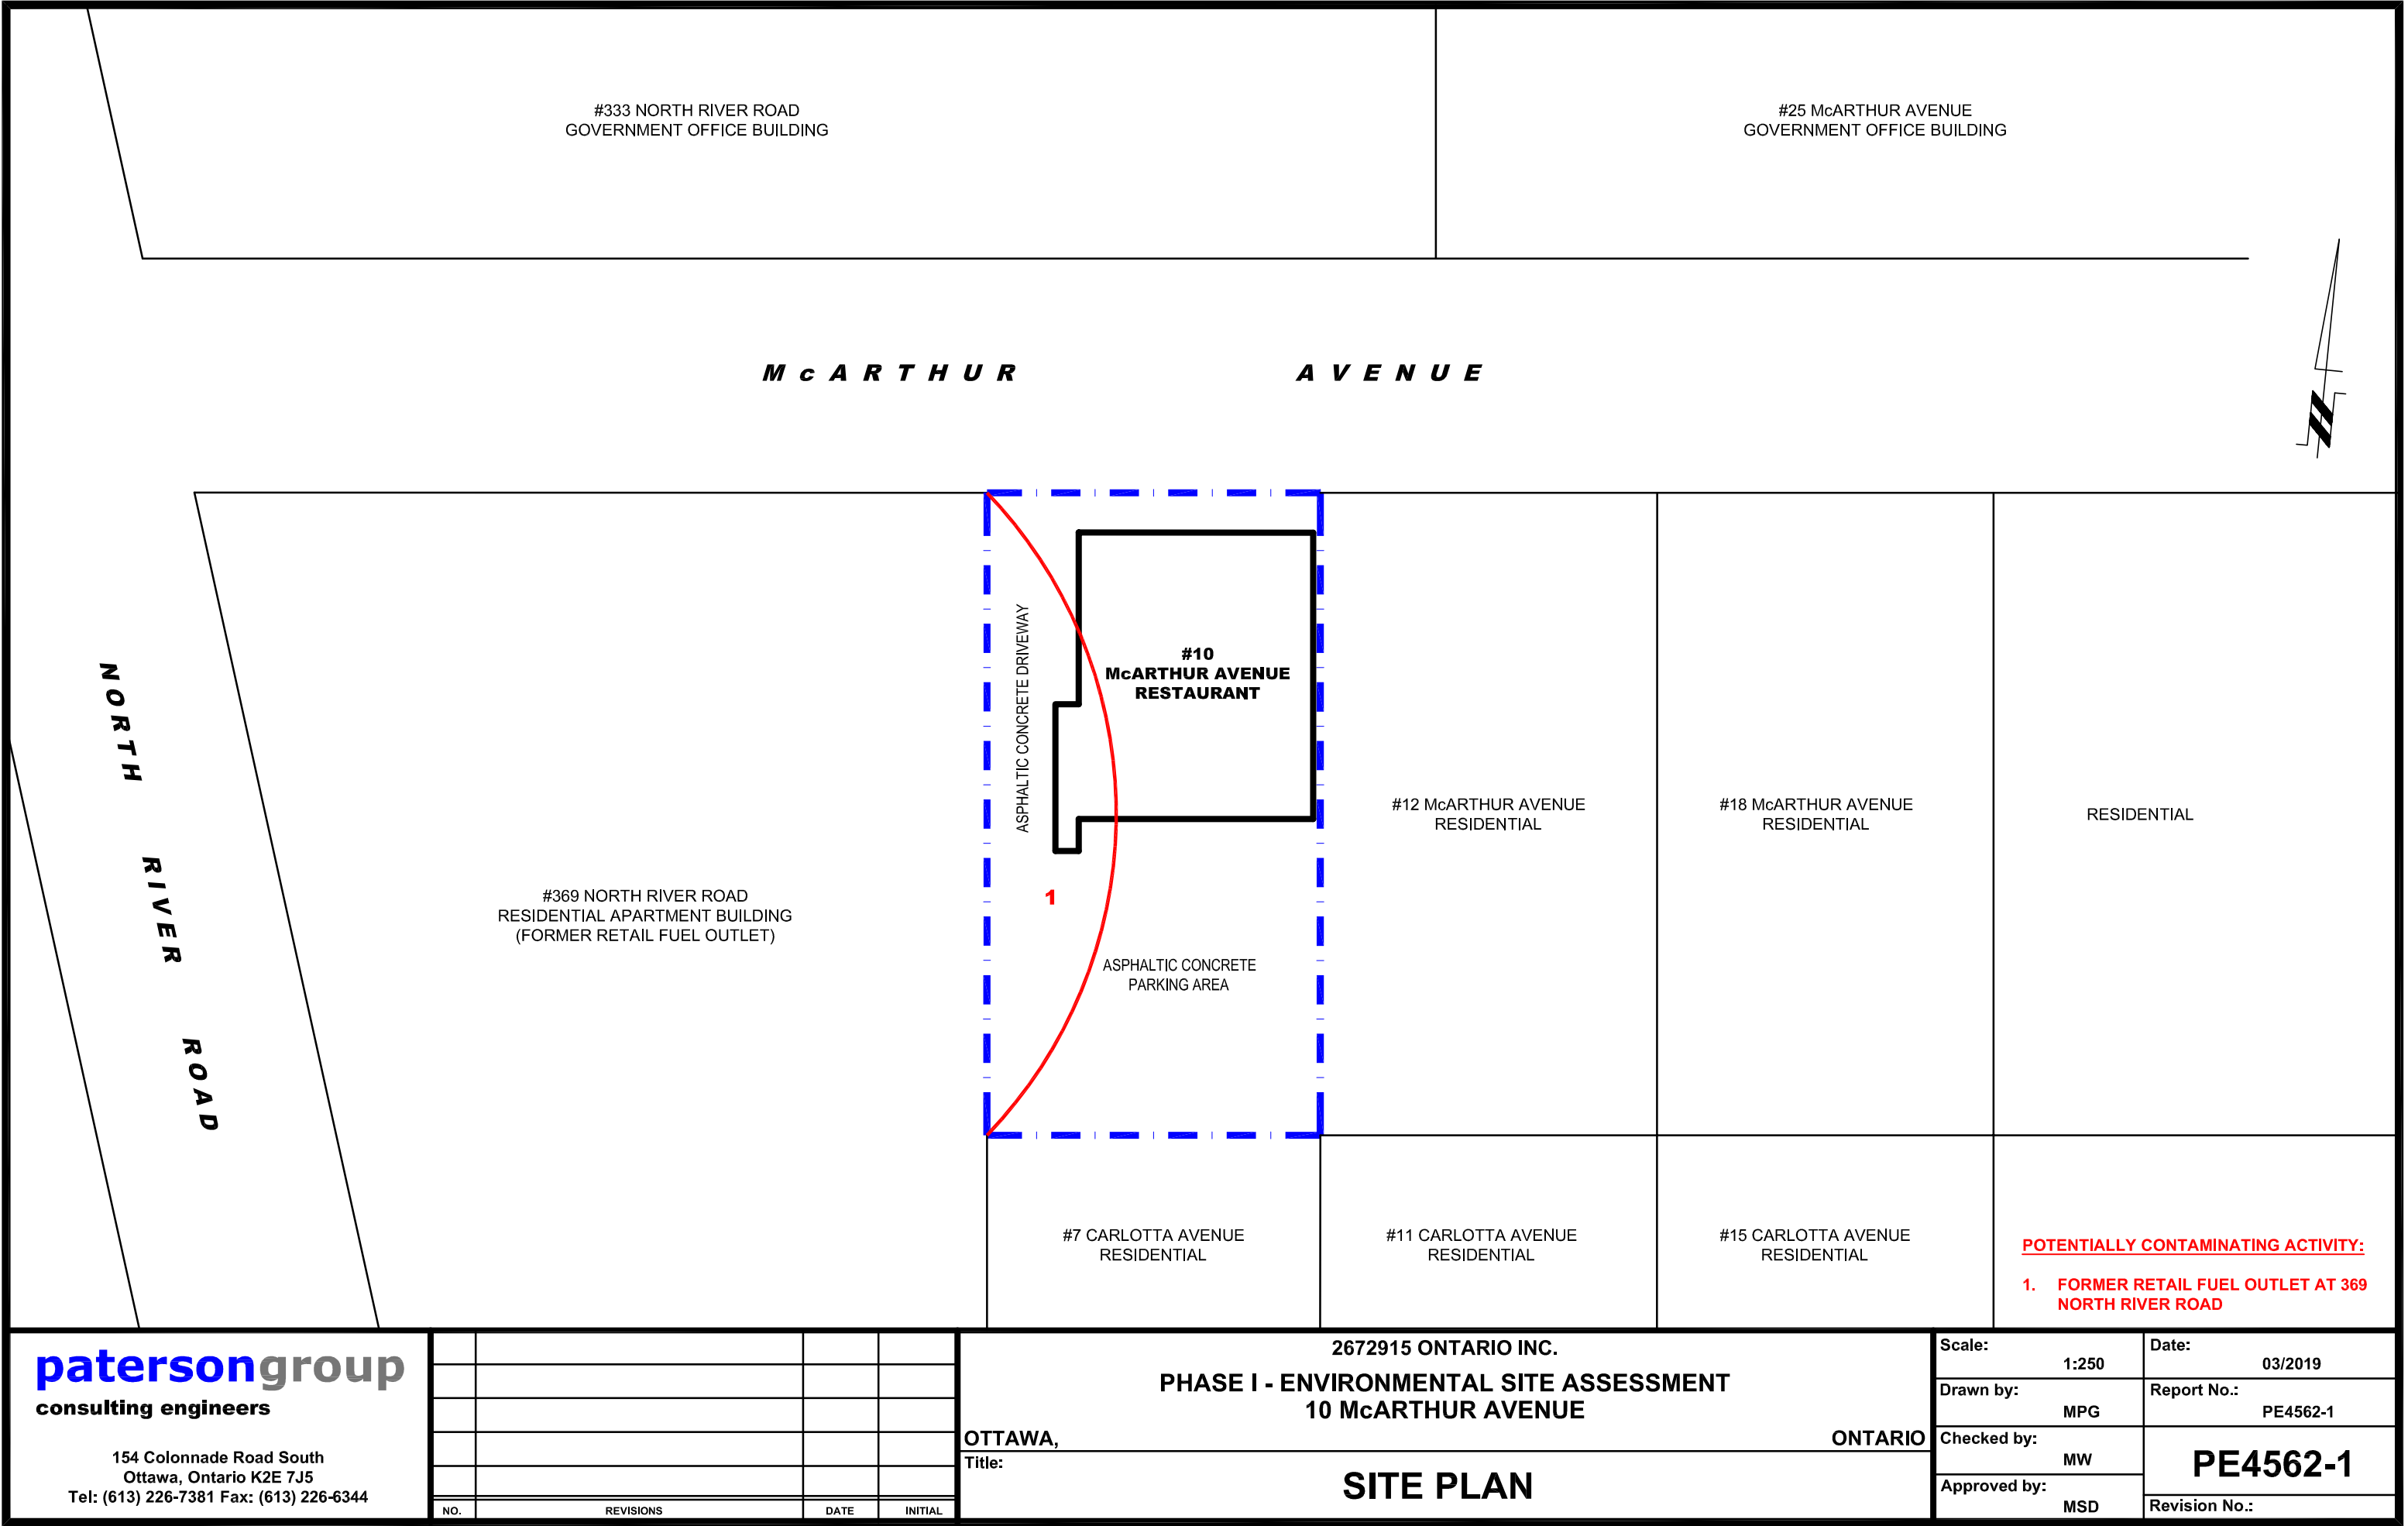 #333 NORTH RIVER ROAD
GOVERNMENT OFFICE BUILDING
#25 McARTHUR AVENUE
GOVERNMENT OFFICE BUILDING
McARTHUR AVENUE
N
NORTH RIVER ROAD
#369 NORTH RIVER ROAD
RESIDENTIAL APARTMENT BUILDING
(FORMER RETAIL FUEL OUTLET)
ASPHALTIC CONCRETE DRIVEWAY
#10
McARTHUR AVENUE
RESTAURANT
1
ASPHALTIC CONCRETE
PARKING AREA
#12 McARTHUR AVENUE
RESIDENTIAL
#18 McARTHUR AVENUE
RESIDENTIAL
RESIDENTIAL
#7 CARLOTTA AVENUE
RESIDENTIAL
#11 CARLOTTA AVENUE
RESIDENTIAL
#15 CARLOTTA AVENUE
RESIDENTIAL
POTENTIALLY CONTAMINATING ACTIVITY:
1. FORMER RETAIL FUEL OUTLET AT 369
NORTH RIVER ROAD
patersongroup
consulting engineers
154 Colonnade Road South
Ottawa, Ontario K2E 7J5
Tel: (613) 226-7381 Fax: (613) 226-6344
NO. REVISIONS DATE INITIAL
2672915 ONTARIO INC.
PHASE I - ENVIRONMENTAL SITE ASSESSMENT
10 McARTHUR AVENUE
OTTAWA, ONTARIO
Title:
SITE PLAN
Scale:
1:250
Date:
03/2019
Drawn by:
MPG
Report No.:
PE4562-1
Checked by:
MW
PE4562-1
Approved by:
MSD
Revision No.: